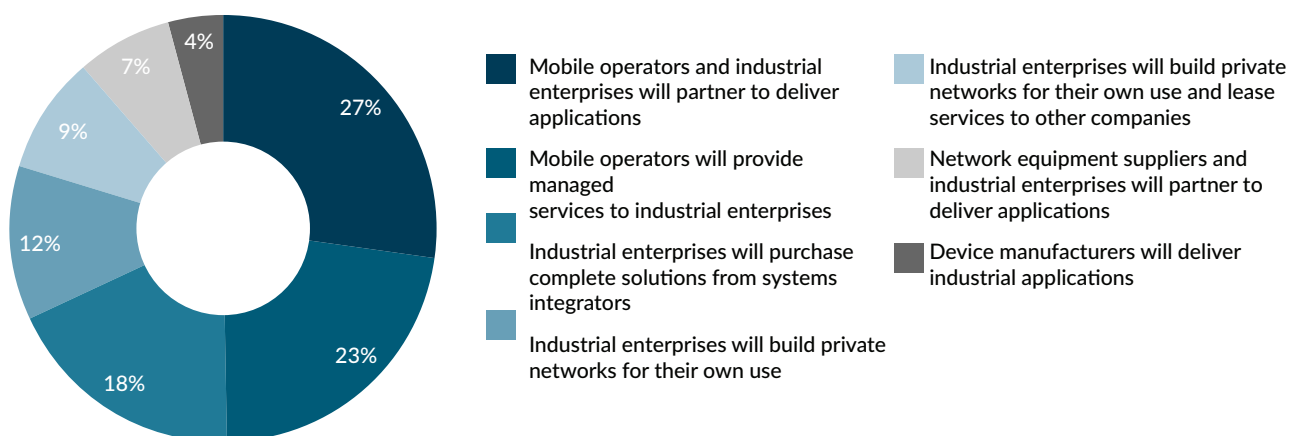 4%
7%
27%
9%
12%
23%
18%
Mobile operators and industrial
enterprises will partner to deliver
applications
Mobile operators will provide
managed
services to industrial enterprises
Industrial enterprises will purchase
complete solutions from systems
integrators
Industrial enterprises will build private
networks for their own use
Industrial enterprises will build private
networks for their own use and lease
services to other companies
Network equipment suppliers and
industrial enterprises will partner to
deliver applications
Device manufacturers will deliver
industrial applications